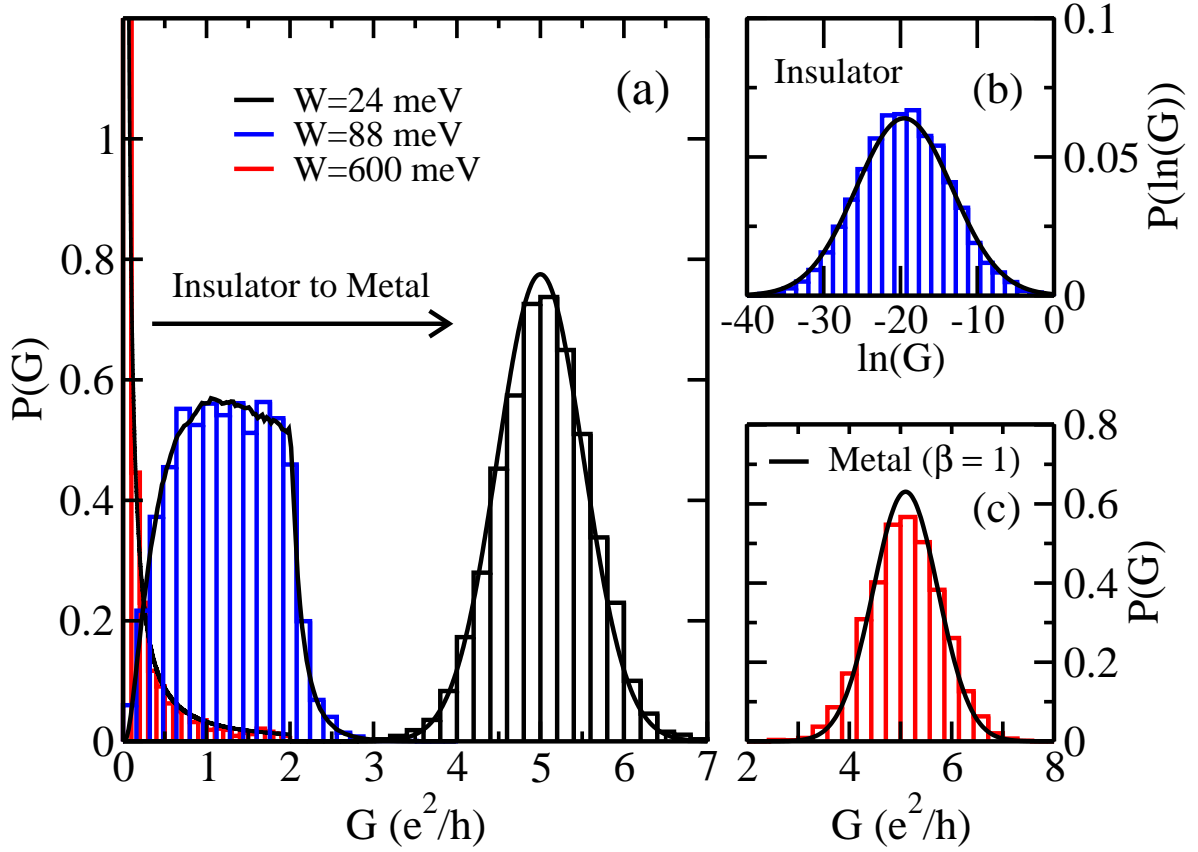 (a)
W=24 meV
W=88 meV
W=600 meV
Insulator to Metal
P(G)
1
0.8
0.6
0.4
0.2
0
0 1 2 3 4 5 6 7
G (e²/h)
Insulator
(b)
0.1
0.05
0
P(ln(G))
-40 -30 -20 -10 0
ln(G)
Metal (β = 1)
(c)
0.8
0.6
0.4
0.2
0
P(G)
2 4 6 8
G (e²/h)